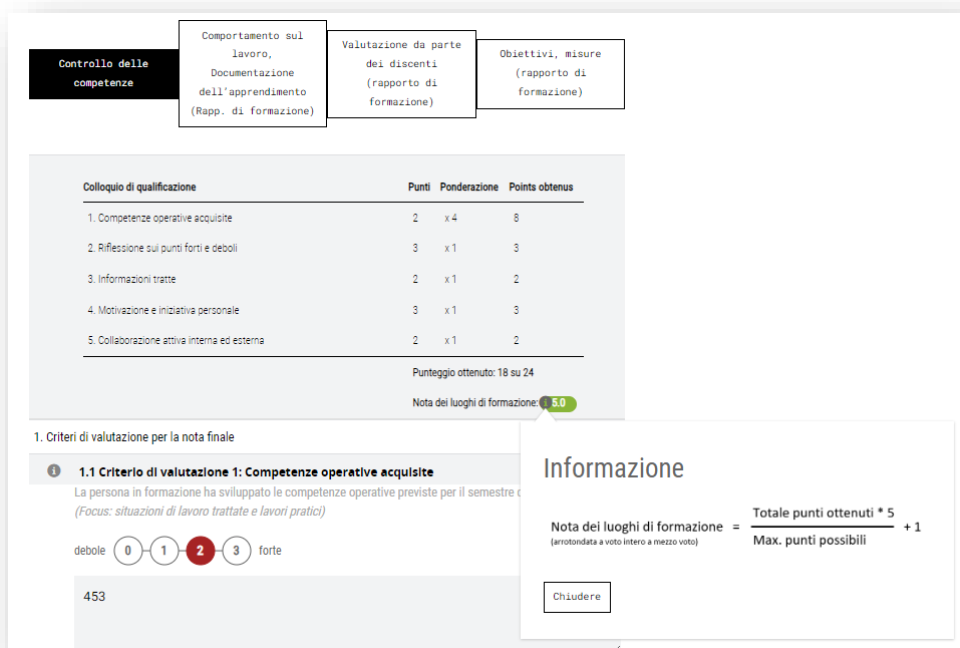 Controllo delle
competenze
Comportamento sul
lavoro,
Documentazione
dell'apprendimento
(Rapp. di formazione)
Valutazione da parte
dei discenti
(rapporto di
formazione)
Obiettivi, misure
(rapporto di
formazione)
Colloquio di qualificazione Punti Ponderazione Points obtenus
1. Competenze operative acquisite 2 x 4 8
2. Riflessione sui punti forti e deboli 3 x 1 3
3. Informazioni tratte 2 x 1 2
4. Motivazione e iniziativa personale 3 x 1 3
5. Collaborazione attiva interna ed esterna 2 x 1 2
Punteggio ottenuto: 18 su 24
Nota dei luoghi di formazione: i 5.0
1. Criteri di valutazione per la nota finale
i 1.1 Criterio di valutazione 1: Competenze operative acquisite
La persona in formazione ha sviluppato le competenze operative previste per il semestre
(Focus: situazioni di lavoro trattate e lavori pratici)
debole 0 1 2 3 forte
453
Informazione
Nota dei luoghi di formazione = Totale punti ottenuti * 5 + 1
(arrotondata a voto intero a mezzo voto) Max. punti possibili
Chiudere